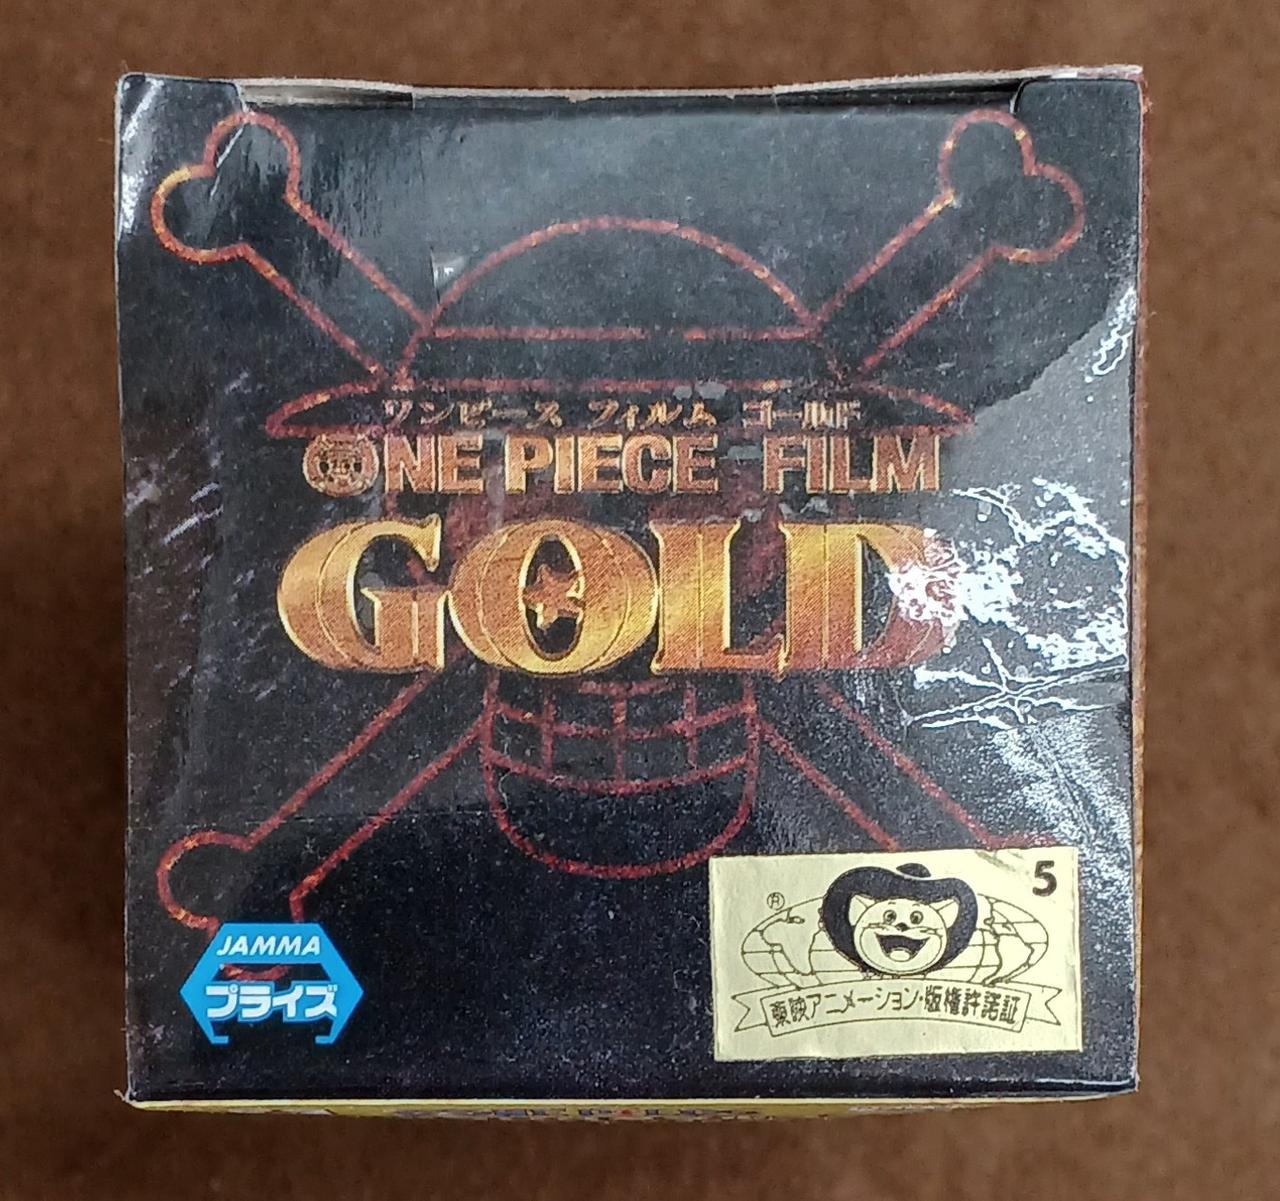 ワンピース フィルム ゴールド
ONE PIECE FILM
GOLD
5
R
JAMMA
プライズ
東映アニメーション・版権許諾証